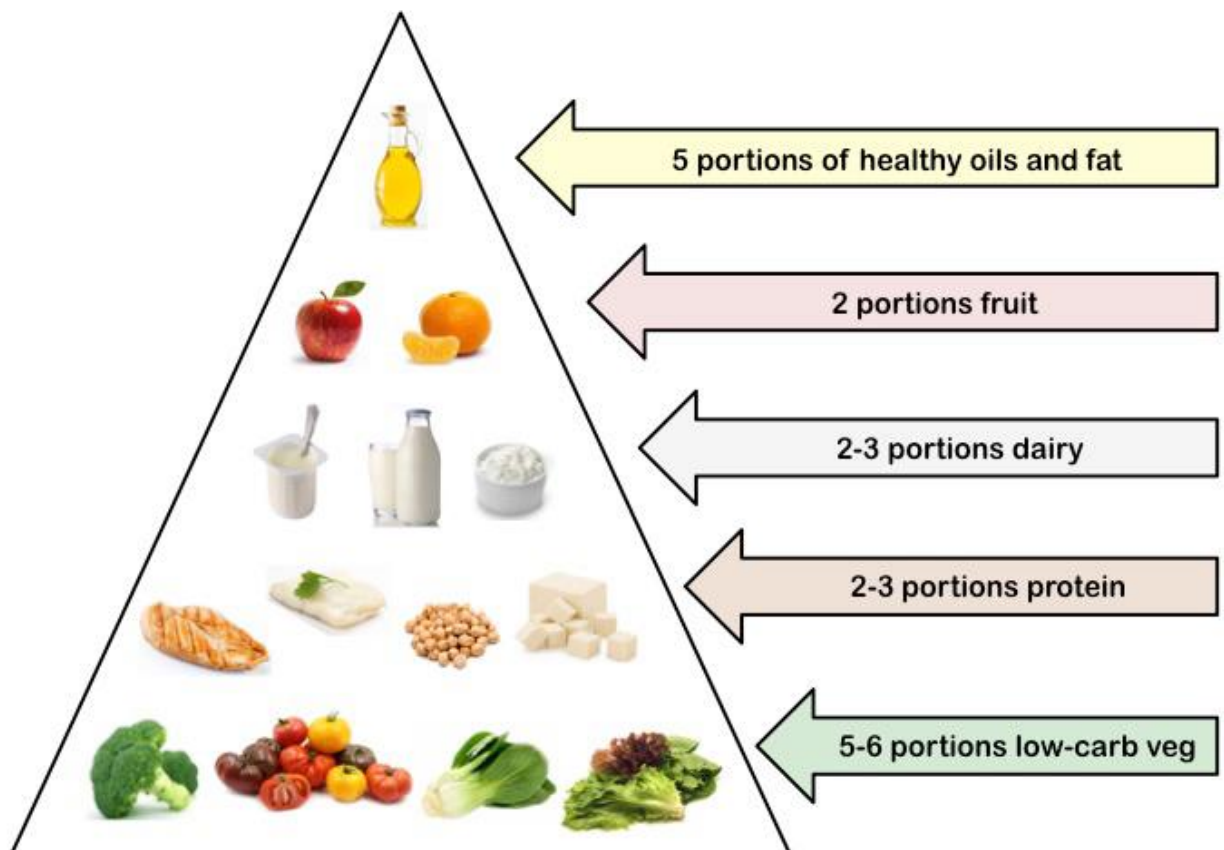 5 portions of healthy oils and fat
2 portions fruit
2-3 portions dairy
2-3 portions protein
5-6 portions low-carb veg